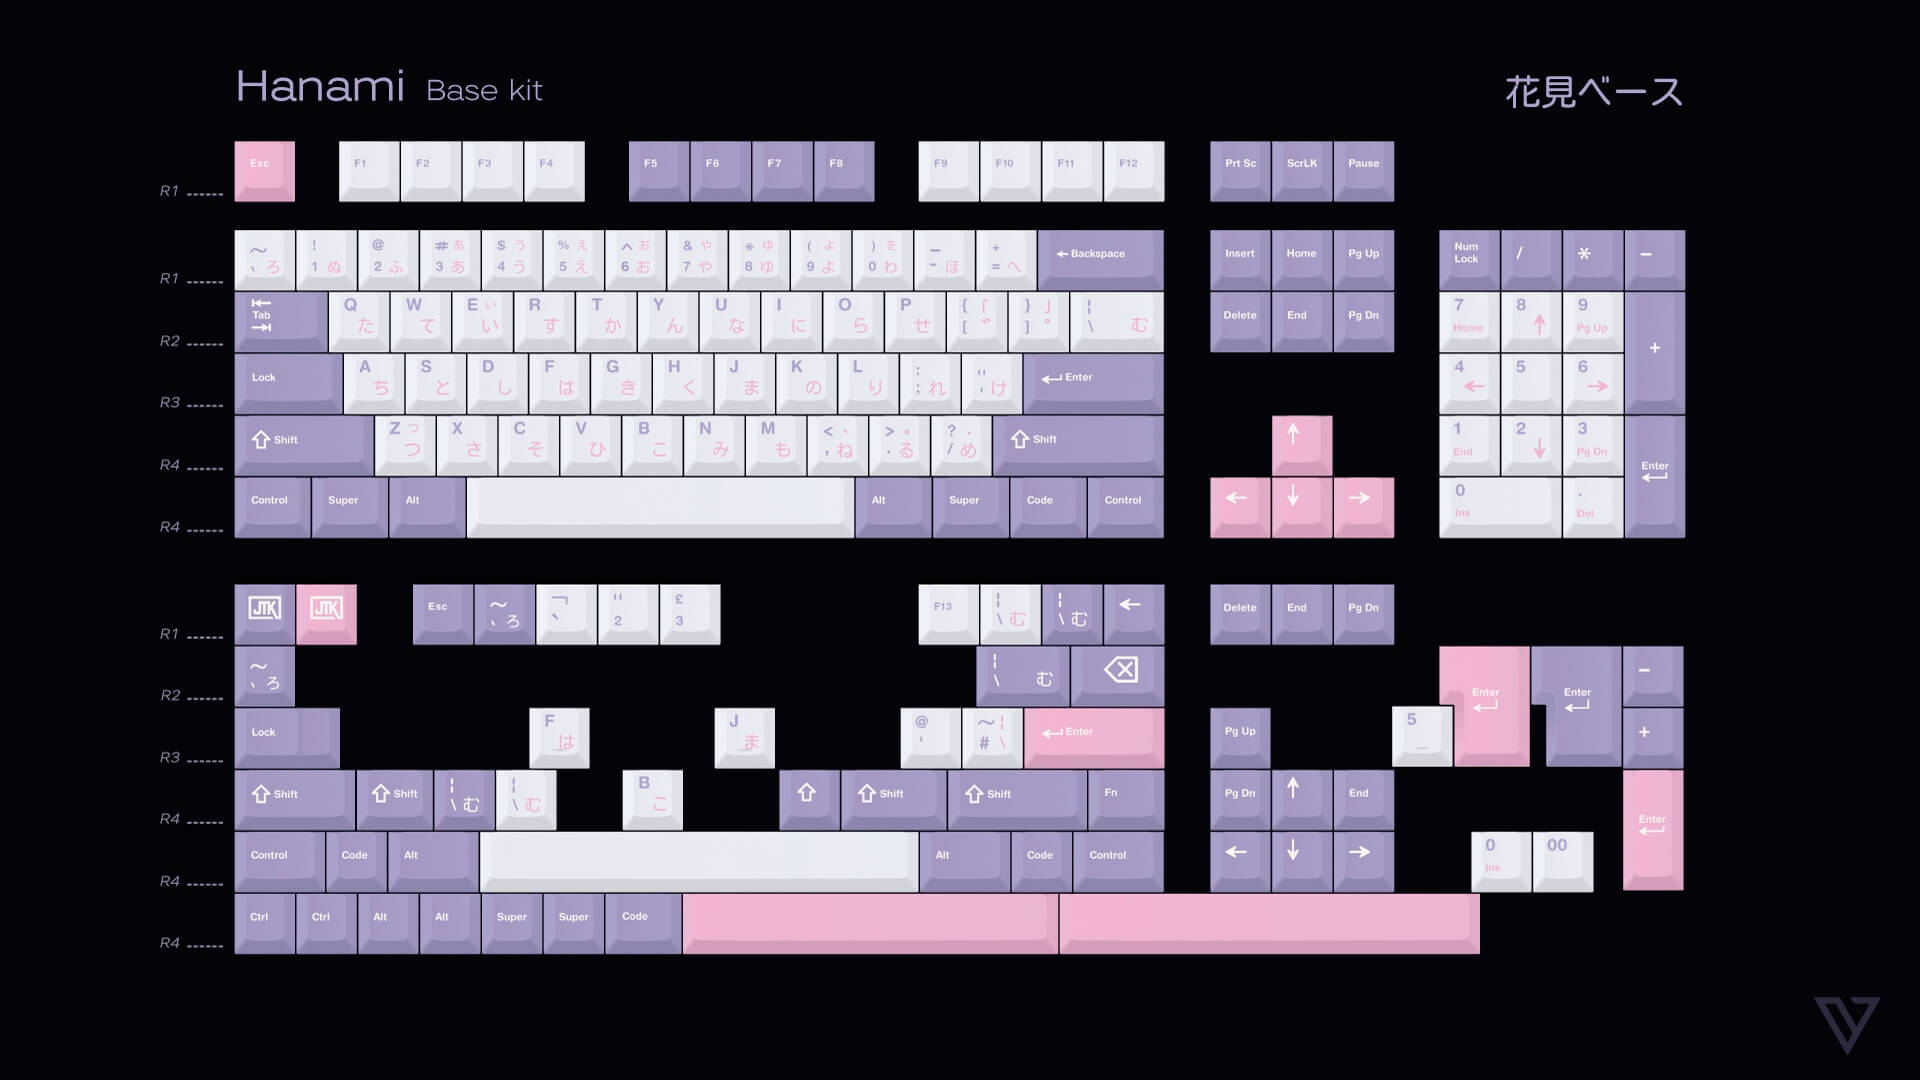 Hanami Base kit 花見ベース
R1 Esc F1 F2 F3 F4 F5 F6 F7 F8 F9 F10 F11 F12 Prt Sc ScrLK Pause
R1 ~ 、 ろ ! 1 ぬ @ 2 ふ # あ 3 あ $ う 4 う % え 5 え ^ お 6 お & や 7 や * ゆ 8 ゆ ( よ 9 よ ) を 0 わ _ - ほ + = へ ← Backspace Insert Home Pg Up Num Lock / * -
R2 Tab Q た W て E い い R す T か Y ん U な I に O ら P せ { 「 [ ゛ } 」 ] ゜ ¦ \ む Delete End Pg Dn 7 Home 8 ↑ 9 Pg Up +
R3 Lock A ち S と D し F は G き H く J ま K の L り : ; れ " ' け Enter 4 ← 5 6 →
R4 Shift Z っ つ X さ C そ V ひ B こ N み M も < 、 , ね > 。 . る ? ・ / め Shift ↑ 1 End 2 ↓ 3 Pg Dn Enter
R4 Control Super Alt Alt Super Code Control ← ↓ → 0 Ins . Del
R1 JTK JTK Esc ~ 、 ろ ¬ ` " 2 £ 3 F13 ¦ \ む ¦ \ む ← Delete End Pg Dn
R2 ~ 、 ろ ¦ \ む Enter Enter -
R3 Lock F は J ま @ ' ~ ¦ # \ Enter Pg Up 5 +
R4 Shift Shift ¦ \ む ¦ \ む B こ Shift Shift Fn Pg Dn ↑ End Enter
R4 Control Code Alt Alt Code Control ← ↓ → 0 Ins 00
R4 Ctrl Ctrl Alt Alt Super Super Code